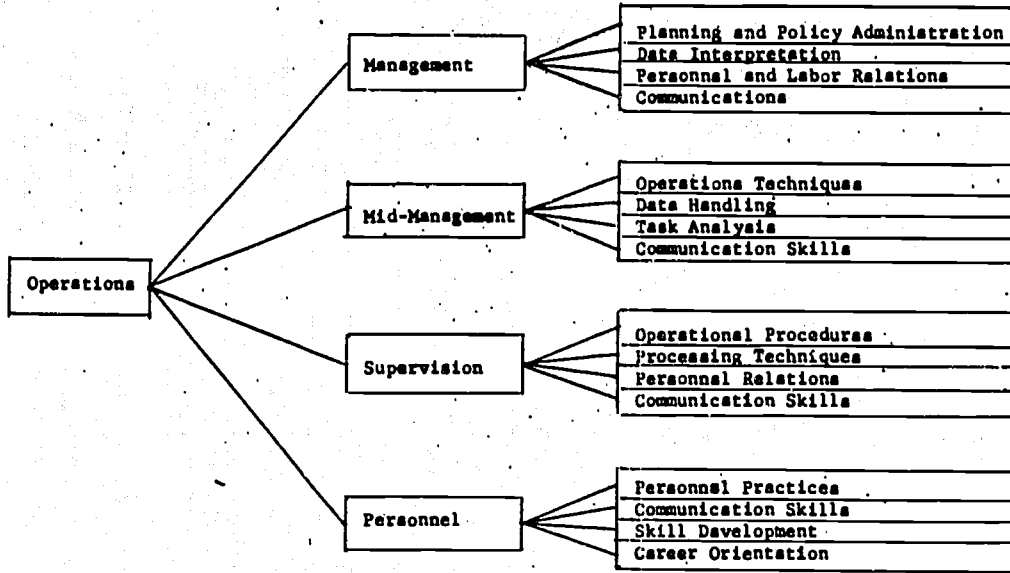 Operations
Management
Planning and Policy Administration
Data Interpretation
Personnel and Labor Relations
Communications
Mid-Management
Operations Techniques
Data Handling
Task Analysis
Communication Skills
Supervision
Operational Procedures
Processing Techniques
Personnel Relations
Communication Skills
Personnel
Personnel Practices
Communication Skills
Skill Development
Career Orientation